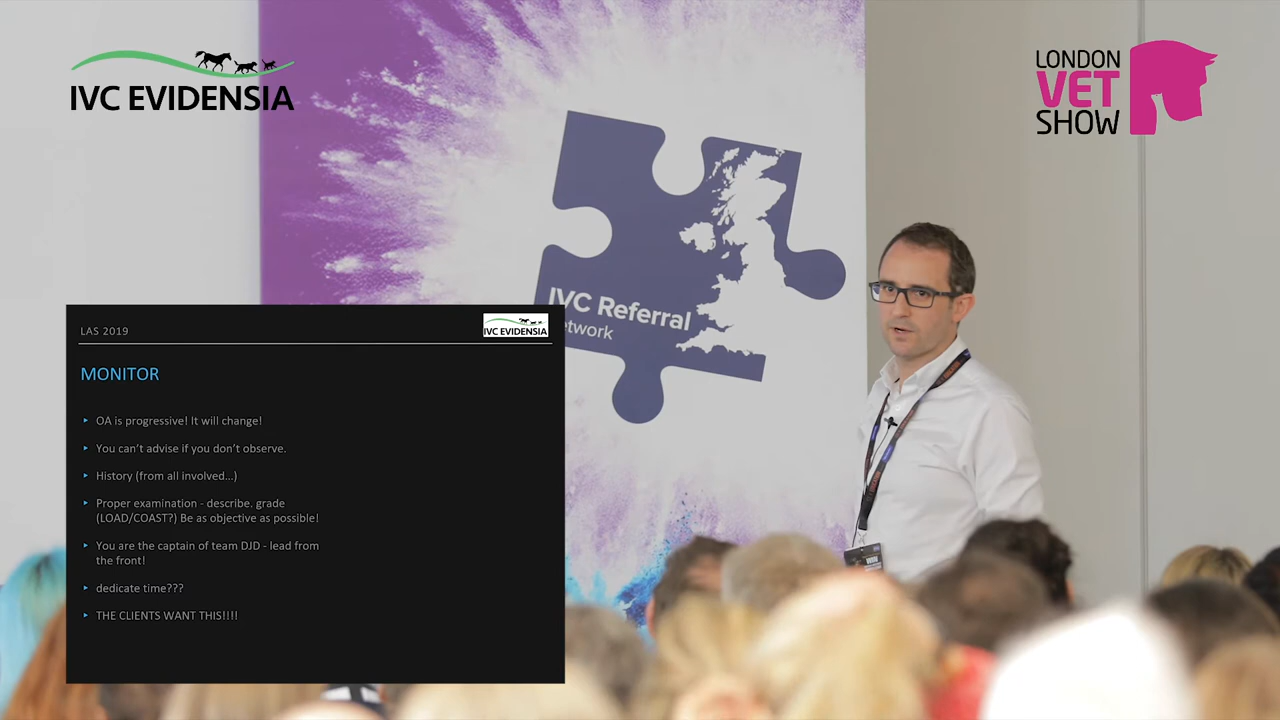 IVC EVIDENSIA
LONDON
VET
SHOW
IVC Referral
etwork
LAS 2019
IVC EVIDENSIA
MONITOR
OA is progressive! It will change!
You can't advise if you don't observe.
History (from all involved...)
Proper examination - describe, grade
(LOAD/COAST?) Be as objective as possible!
You are the captain of team DJD - lead from
the front!
dedicate time???
THE CLIENTS WANT THIS!!!!